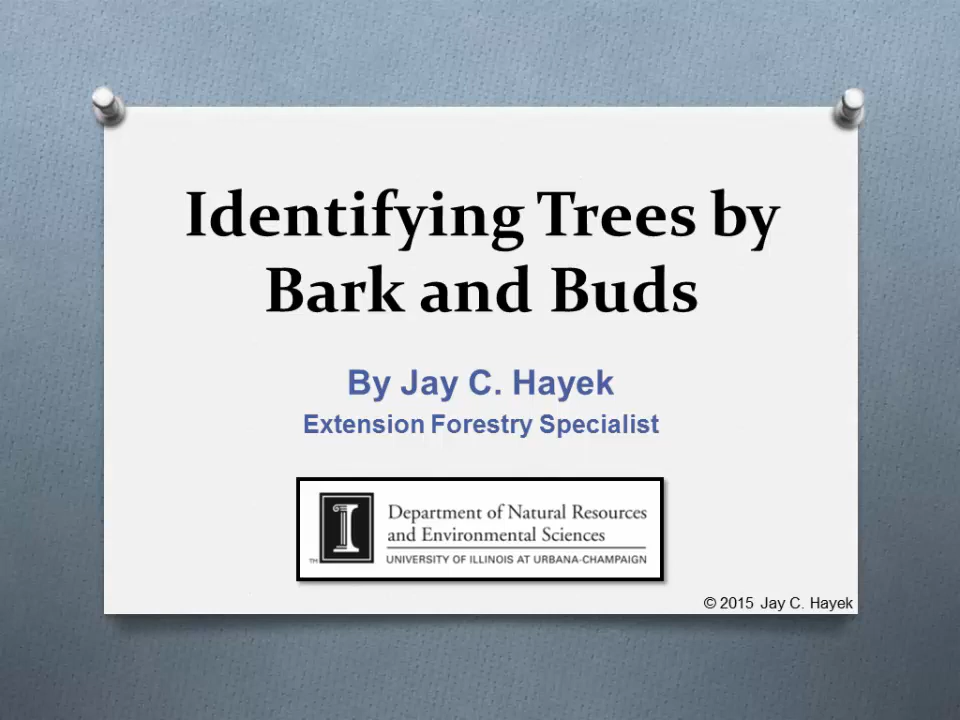 Identifying Trees by
Bark and Buds
By Jay C. Hayek
Extension Forestry Specialist
I
Department of Natural Resources
and Environmental Sciences
TM
UNIVERSITY OF ILLINOIS AT URBANA-CHAMPAIGN
© 2015 Jay C. Hayek